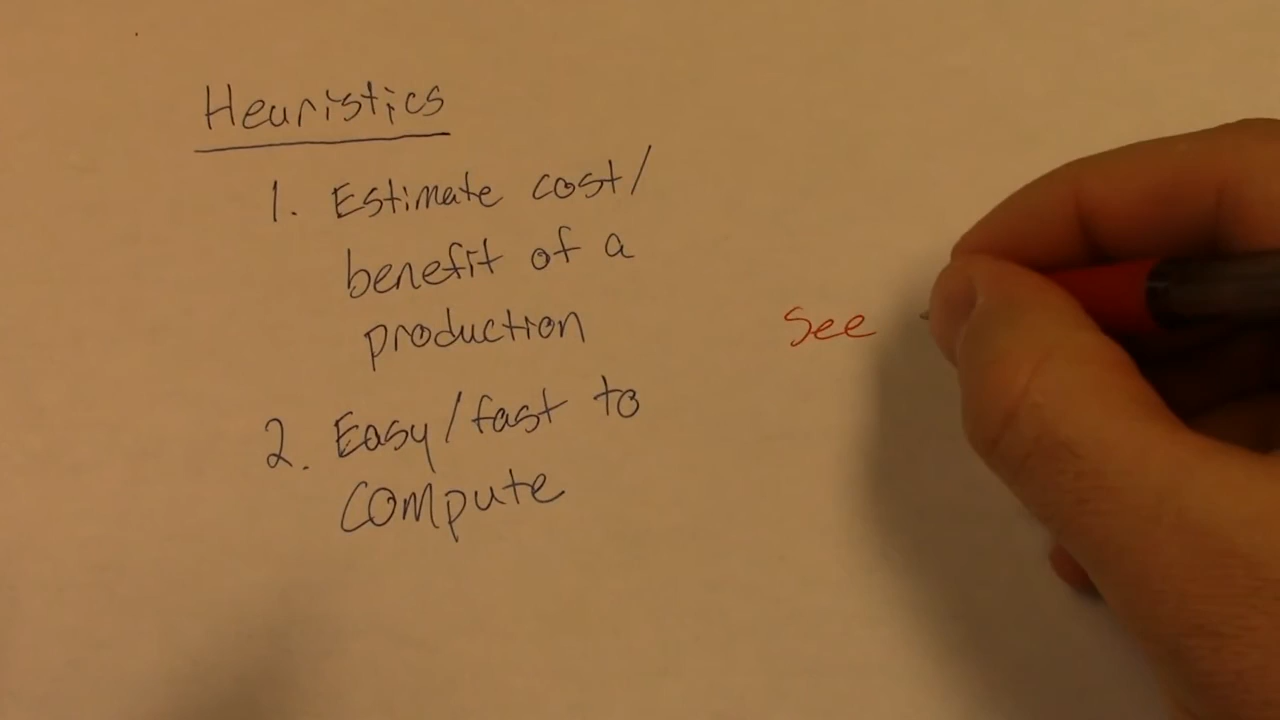 Heuristics
1. Estimate cost/
benefit of a
production
2. Easy/fast to
compute
See